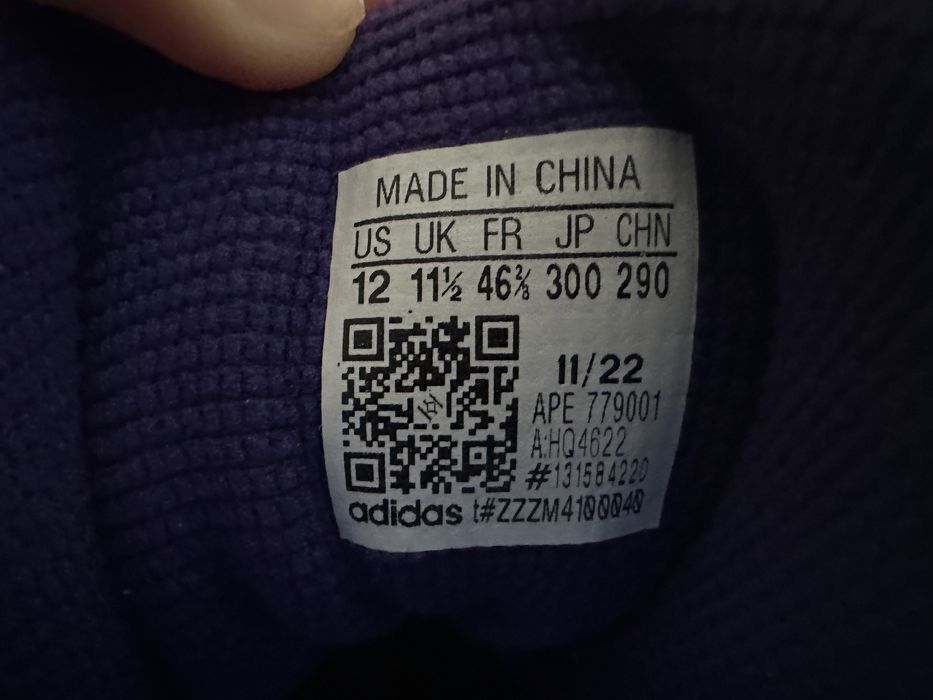 MADE IN CHINA
US UK FR JP CHN
12 11½ 46⅔ 300 290
11/22
APE 779001
A:HQ4622
#131584220
adidas t#ZZZM4100040